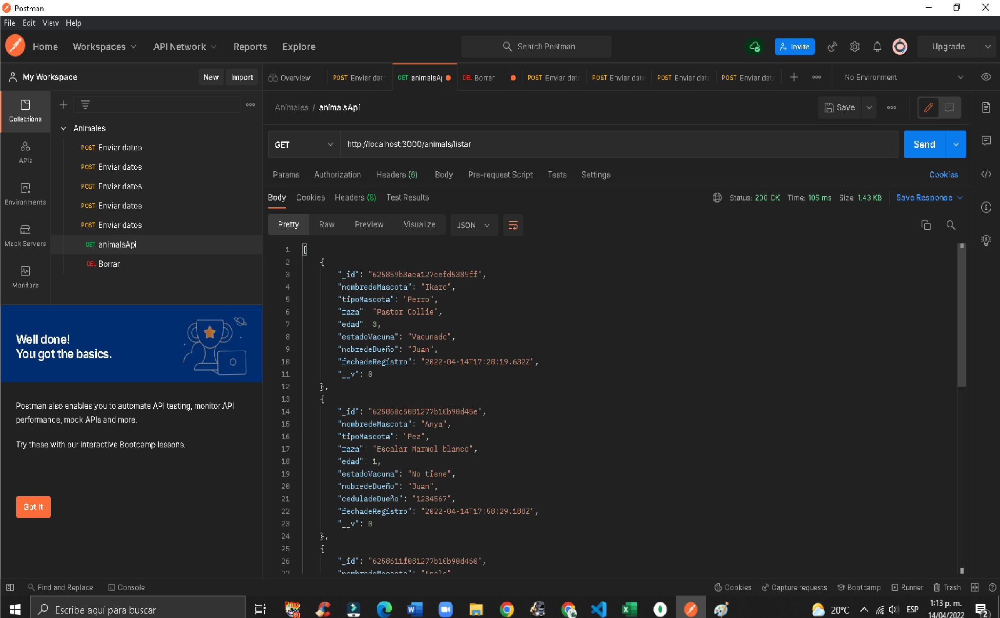 Postman
File Edit View Help
Home Workspaces API Network Reports Explore
Search Postman
Invite
Upgrade
My Workspace
New
Import
Overview
POST Enviar dat
GET animalsA
DEL Borrar
POST Enviar dat
POST Enviar dat
POST Enviar dat
POST Enviar dat
No Environment
Collections
APIs
Environments
Mock Servers
Monitors
Animales
POST Enviar datos
POST Enviar datos
POST Enviar datos
POST Enviar datos
POST Enviar datos
GET animalsApi
DEL Borrar
Well done!
You got the basics.
Postman also enables you to automate API testing, monitor API
performance, mock APIs and more.
Try these with our interactive Bootcamp lessons.
Got it
Animales / animalsApi
Save
GET
http://localhost:3000/animals/listar
Send
Params Authorization Headers (6) Body Pre-request Script Tests Settings
Cookies
Body Cookies Headers (8) Test Results
Status: 200 OK Time: 105 ms Size: 1.43 KB
Save Response
Pretty Raw Preview Visualize
JSON
1 [
2 {
3 "_id": "625859b3aca127cefd5389ff",
4 "nombredeMascota": "Ikaro",
5 "tipoMascota": "Perro",
6 "raza": "Pastor Collie",
7 "edad": 3,
8 "estadoVacuna": "Vacunado",
9 "nobredeDueño": "Juan",
10 "fechadeRegistro": "2022-04-14T17:28:19.632Z",
11 "__v": 0
12 },
13 {
14 "_id": "625860c5081277b10b90d45e",
15 "nombredeMascota": "Anya",
16 "tipoMascota": "Pez",
17 "raza": "Escalar Marmol blanco",
18 "edad": 1,
19 "estadoVacuna": "No tiene",
20 "nobredeDueño": "Juan",
21 "ceduladeDueño": "1234567",
22 "fechadeRegistro": "2022-04-14T17:58:29.188Z",
23 "__v": 0
24 },
25 {
26 "_id": "6258611f081277b10b90d460",
27 "nombredeMascota":
Find and Replace
Console
Cookies
Capture requests
Bootcamp
Runner
Trash
Escribe aquí para buscar
20°C
ESP
1:13 p. m.
14/04/2022
2